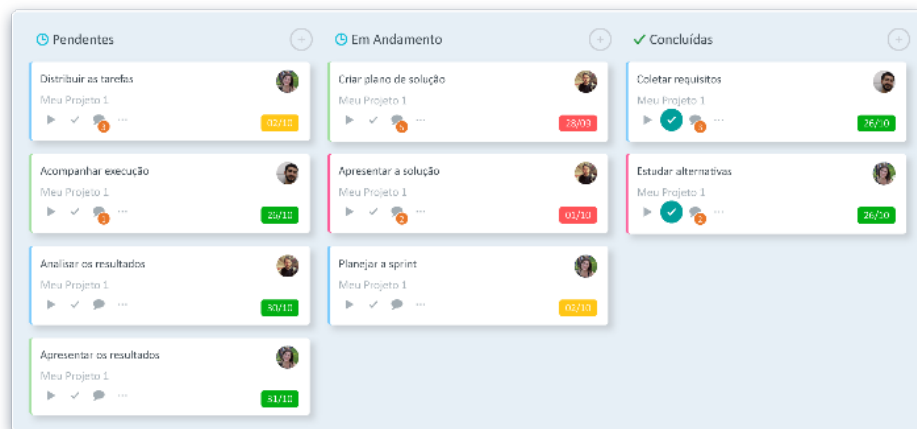 Pendentes
Distribuir as tarefas
Meu Projeto 1
3
02/10
Acompanhar execução
Meu Projeto 1
1
26/10
Analisar os resultados
Meu Projeto 1
30/10
Apresentar os resultados
Meu Projeto 1
31/10
Em Andamento
Criar plano de solução
Meu Projeto 1
5
28/09
Apresentar a solução
Meu Projeto 1
2
01/10
Planejar a sprint
Meu Projeto 1
02/10
Concluídas
Coletar requisitos
Meu Projeto 1
3
26/10
Estudar alternativas
Meu Projeto 1
2
26/10